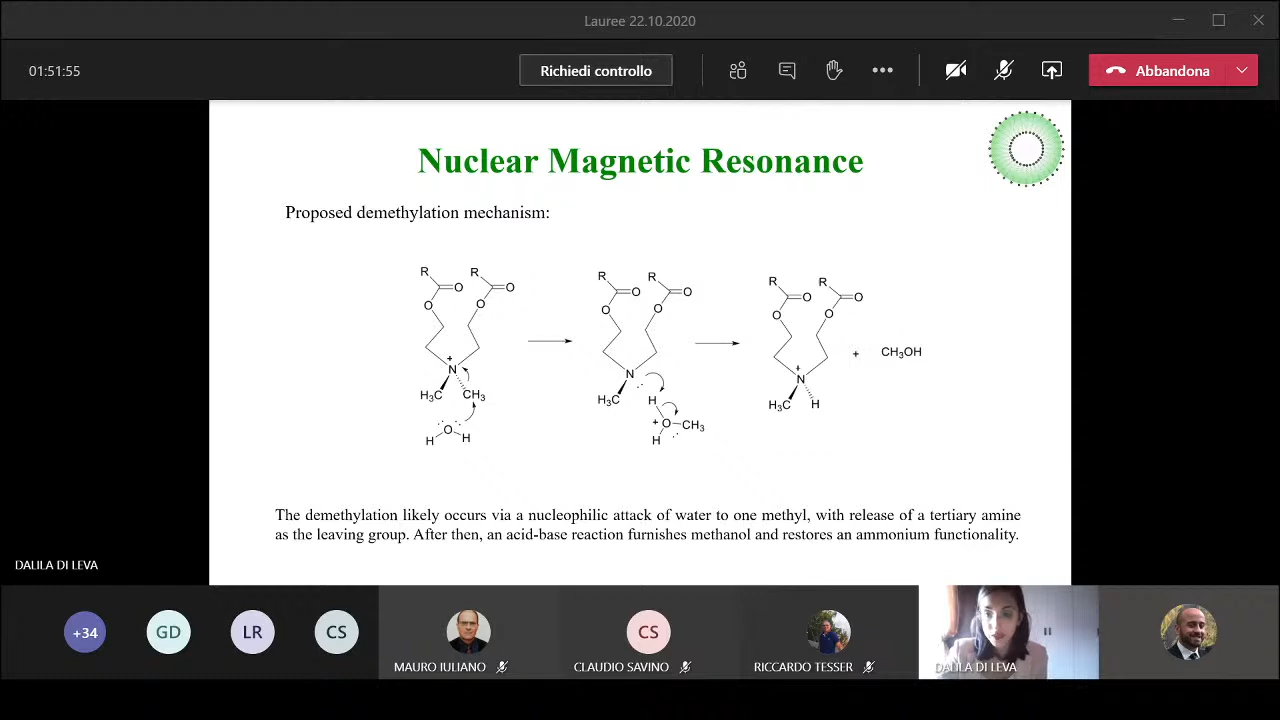 Lauree 22.10.2020
01:51:55
Richiedi controllo
Abbandona
Nuclear Magnetic Resonance
Proposed demethylation mechanism:
R R R R R R
O O O O O O
O O O O O O
+ N N + N
H₃C CH₃ H₃C H H₃C H
H O H + O CH₃ H
+ CH₃OH
The demethylation likely occurs via a nucleophilic attack of water to one methyl, with release of a tertiary amine
as the leaving group. After then, an acid-base reaction furnishes methanol and restores an ammonium functionality.
DALILA DI LEVA
+34 GD LR CS CS
MAURO IULIANO CLAUDIO SAVINO RICCARDO TESSER DALILA DI LEVA